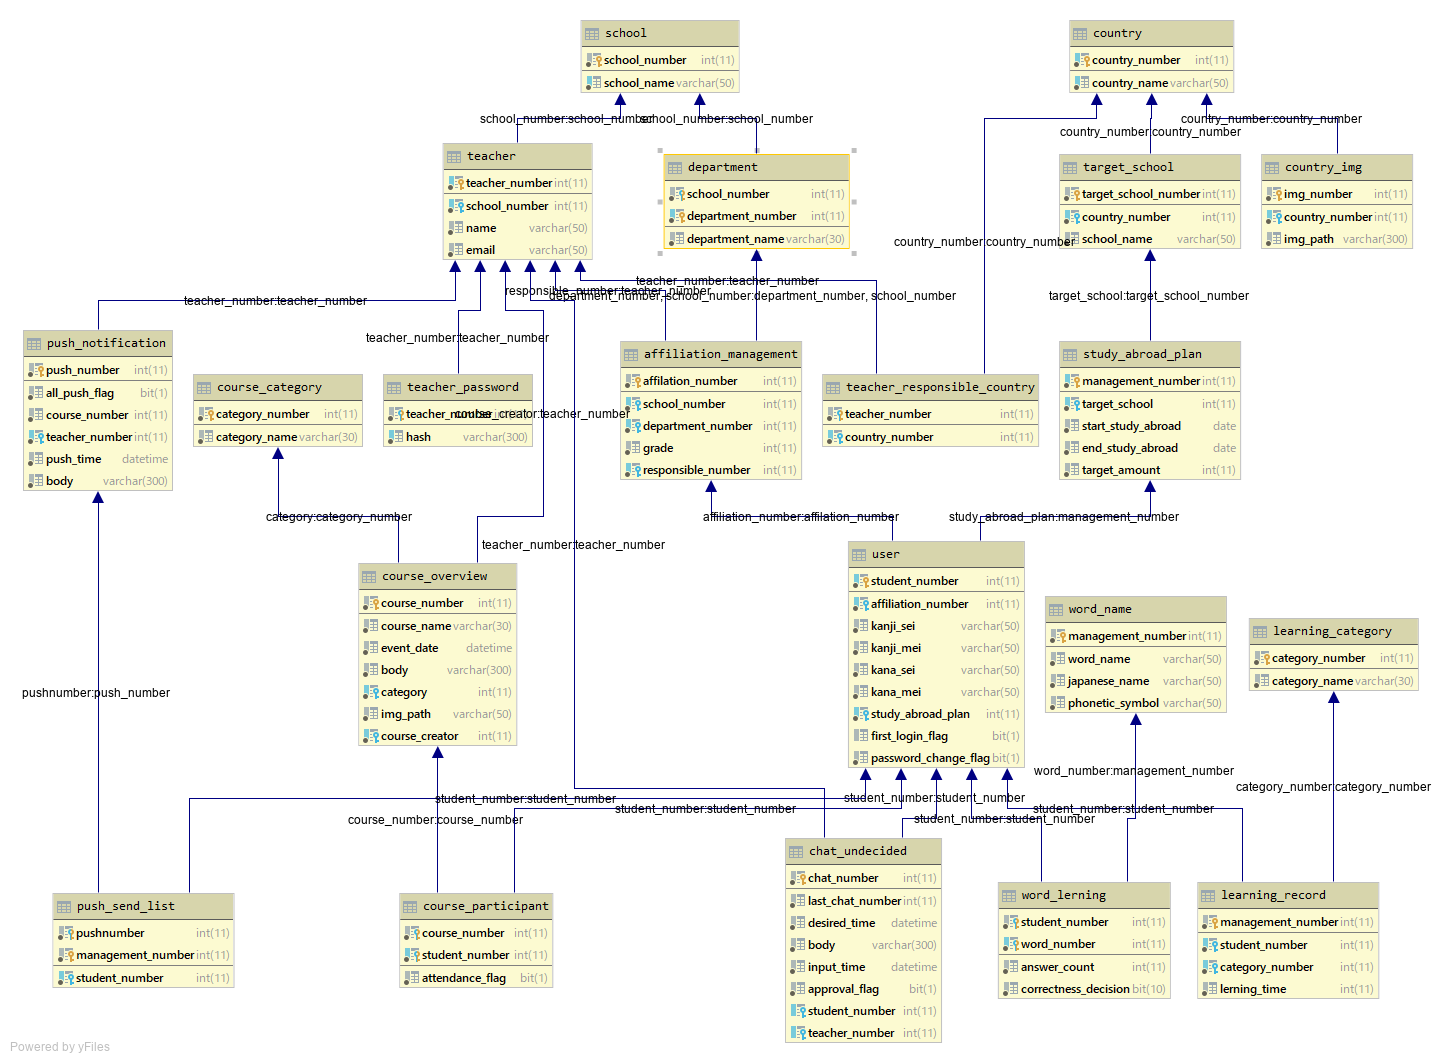 school
school_number int(11)
school_name varchar(50)
country
country_number int(11)
country_name varchar(50)
school_number:school_number
school_number:school_number
country_number:country_number
country_number:country_number
teacher
teacher_number int(11)
school_number int(11)
name varchar(50)
email varchar(50)
department
school_number int(11)
department_number int(11)
department_name varchar(30)
target_school
target_school_number int(11)
country_number int(11)
school_name varchar(50)
country_img
img_number int(11)
country_number int(11)
img_path varchar(300)
country_number:country_number
teacher_number:teacher_number
responsible_number:teacher_number
department_number, school_number:department_number, school_number
target_school:target_school_number
teacher_number:teacher_number
teacher_number:teacher_number
push_notification
push_number int(11)
all_push_flag bit(1)
course_number int(11)
teacher_number int(11)
push_time datetime
body varchar(300)
course_category
category_number int(11)
category_name varchar(30)
teacher_password
teacher_number int(11)
hash varchar(300)
course_creator:teacher_number
affiliation_management
affilation_number int(11)
school_number int(11)
department_number int(11)
grade int(11)
responsible_number int(11)
teacher_responsible_country
teacher_number int(11)
country_number int(11)
study_abroad_plan
management_number int(11)
target_school int(11)
start_study_abroad date
end_study_abroad date
target_amount int(11)
category:category_number
affiliation_number:affilation_number
study_abroad_plan:management_number
teacher_number:teacher_number
course_overview
course_number int(11)
course_name varchar(30)
event_date datetime
body varchar(300)
category int(11)
img_path varchar(50)
course_creator int(11)
user
student_number int(11)
affiliation_number int(11)
kanji_sei varchar(50)
kanji_mei varchar(50)
kana_sei varchar(50)
kana_mei varchar(50)
study_abroad_plan int(11)
first_login_flag bit(1)
password_change_flag bit(1)
word_name
management_number int(11)
word_name varchar(50)
japanese_name varchar(50)
phonetic_symbol varchar(50)
learning_category
category_number int(11)
category_name varchar(30)
pushnumber:push_number
word_number:management_number
category_number:category_number
student_number:student_number
student_number:student_number
student_number:student_number
student_number:student_number
student_number:student_number
course_number:course_number
push_send_list
pushnumber int(11)
management_number int(11)
student_number int(11)
course_participant
course_number int(11)
student_number int(11)
attendance_flag bit(1)
chat_undecided
chat_number int(11)
last_chat_number int(11)
desired_time datetime
body varchar(300)
input_time datetime
approval_flag bit(1)
student_number int(11)
teacher_number int(11)
word_lerning
student_number int(11)
word_number int(11)
answer_count int(11)
correctness_decision bit(10)
learning_record
management_number int(11)
student_number int(11)
category_number int(11)
lerning_time int(11)
Powered by yFiles